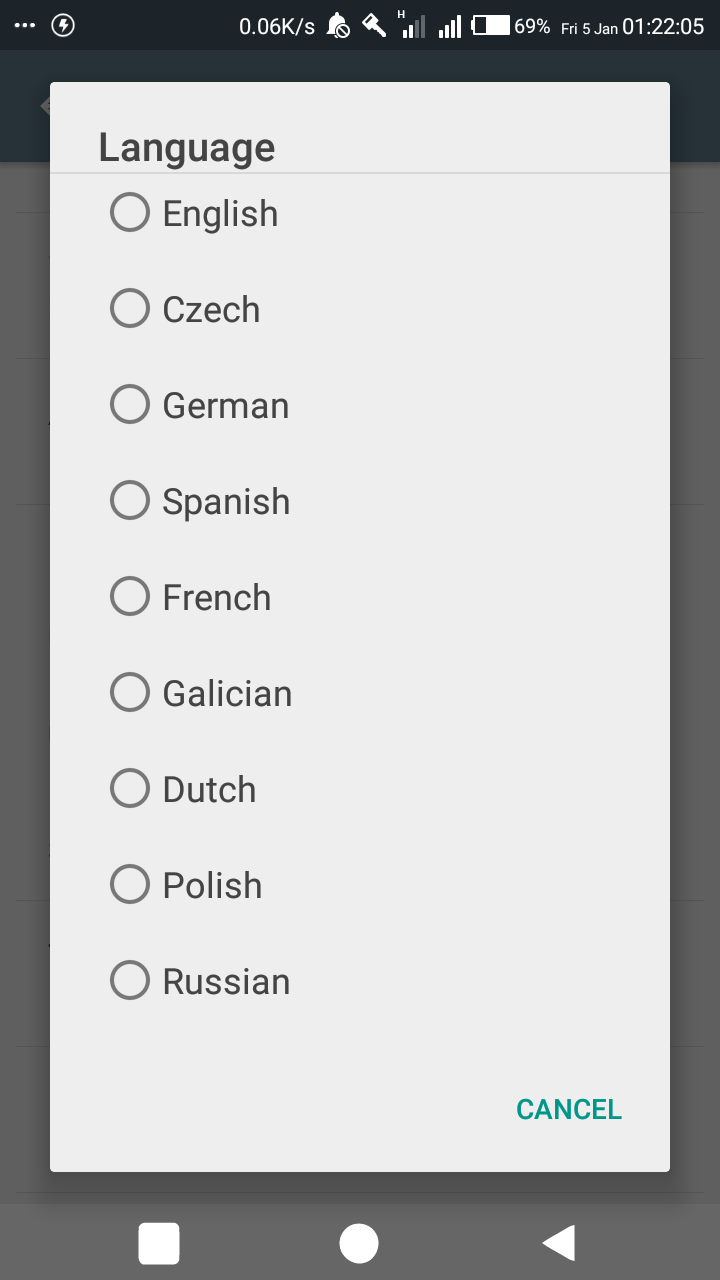 0.06K/s H 69% Fri 5 Jan 01:22:05
Language
English
Czech
German
Spanish
French
Galician
Dutch
Polish
Russian
CANCEL